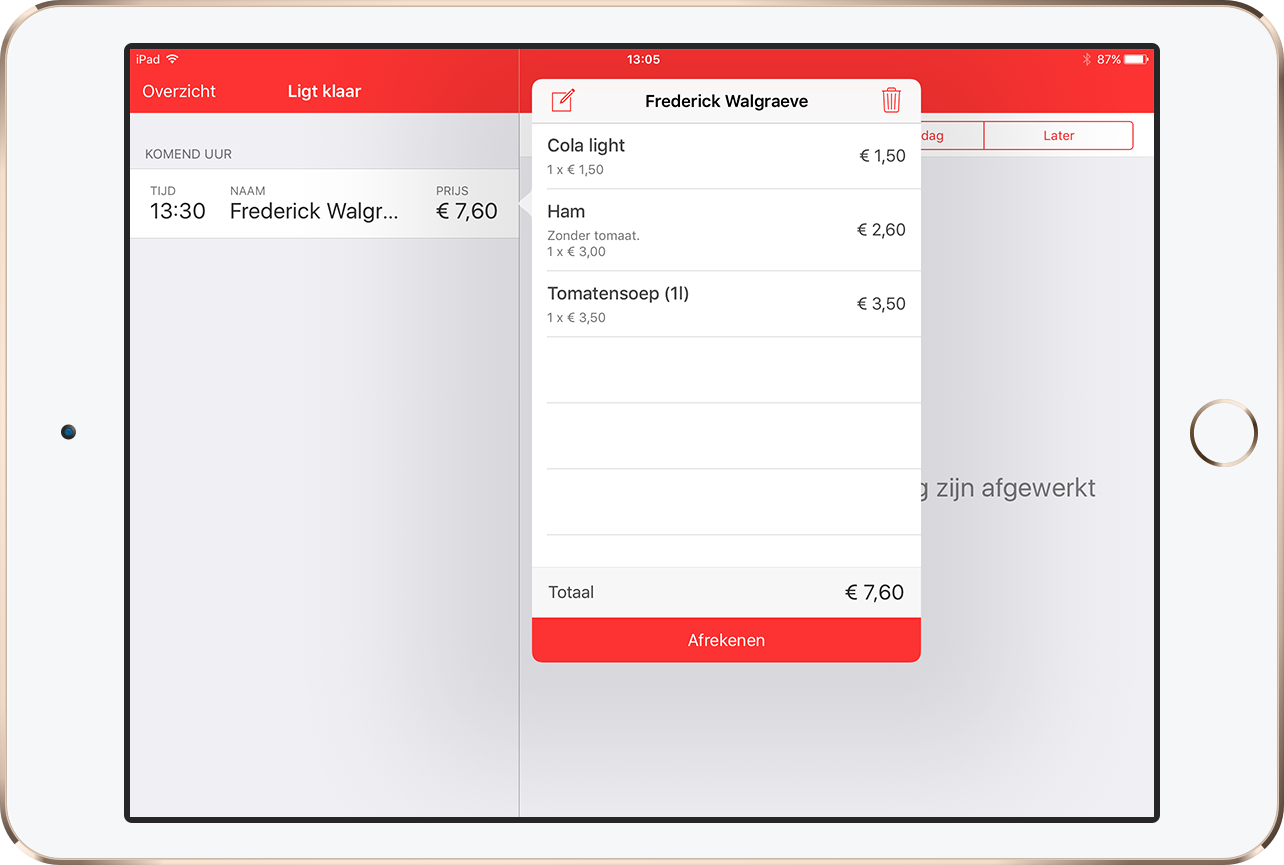 iPad
13:05
87%
Overzicht
Ligt klaar
KOMEND UUR
TIJD NAAM PRIJS
13:30 Frederick Walgr... € 7,60
Frederick Walgraeve
Cola light
1 x € 1,50
€ 1,50
Ham
Zonder tomaat.
1 x € 3,00
€ 2,60
Tomatensoep (1l)
1 x € 3,50
€ 3,50
Totaal € 7,60
Afrekenen
dag
Later
zijn afgewerkt